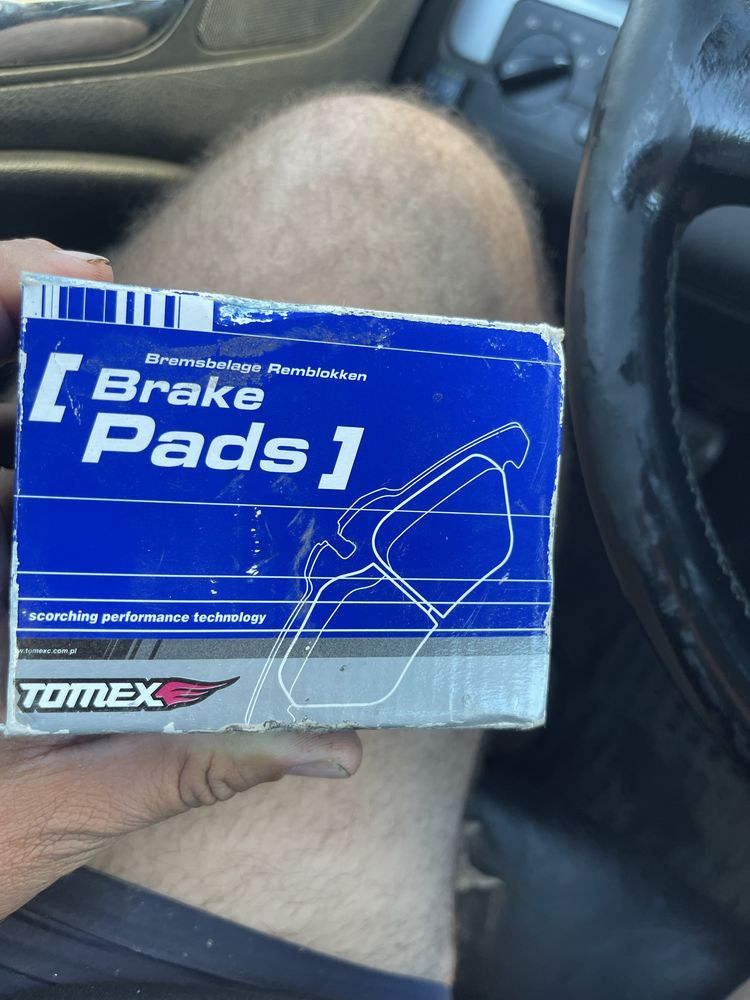 Bremsbelage Remblokken
[ Brake
Pads ]
scorching performance technology
w.tomexc.com.pl
TOMEX